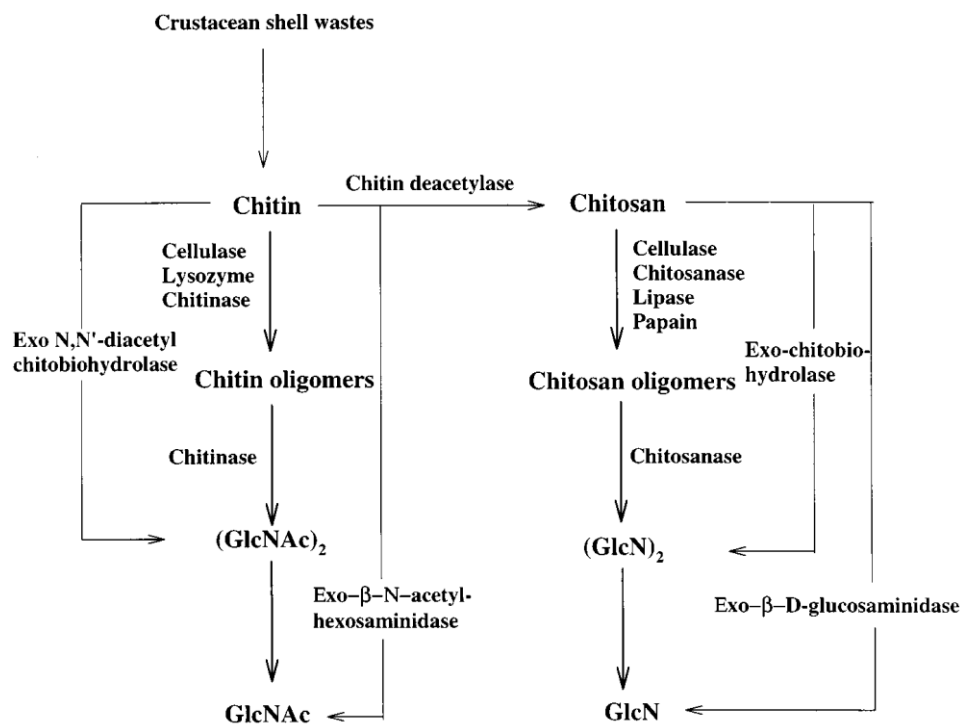 Crustacean shell wastes
Chitin deacetylase
Chitin
Chitosan
Cellulase
Lysozyme
Chitinase
Cellulase
Chitosanase
Lipase
Papain
Exo N,N'-diacetyl
chitobiohydrolase
Exo-chitobio-
hydrolase
Chitin oligomers
Chitosan oligomers
Chitinase
Chitosanase
(GlcNAc)₂
(GlcN)₂
Exo–β–N–acetyl-
hexosaminidase
Exo–β–D-glucosaminidase
GlcNAc
GlcN